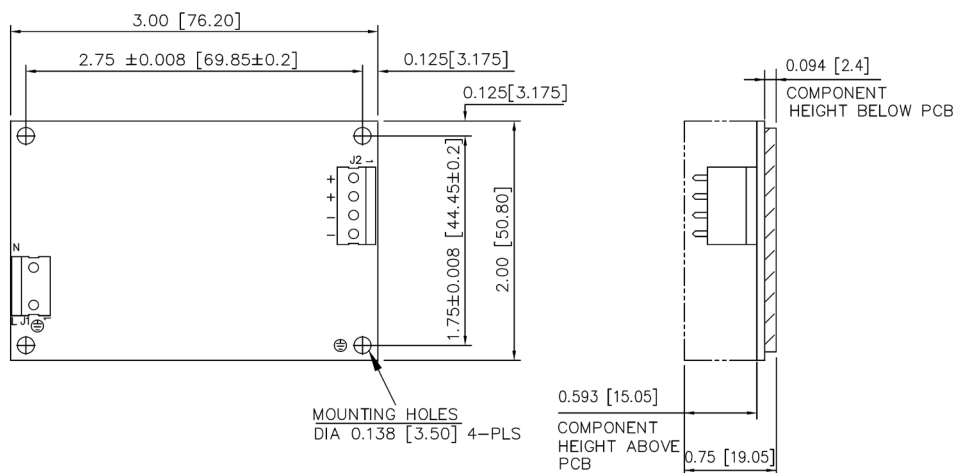 3.00 [76.20]
2.75 ±0.008 [69.85±0.2]
0.125[3.175]
0.125[3.175]
0.094 [2.4]
COMPONENT
HEIGHT BELOW PCB
J2 1
+
+
−
−
1.75±0.008 [44.45±0.2]
2.00 [50.80]
N
L J1 1
MOUNTING HOLES
DIA 0.138 [3.50] 4−PLS
0.593 [15.05]
COMPONENT
HEIGHT ABOVE
PCB
0.75 [19.05]